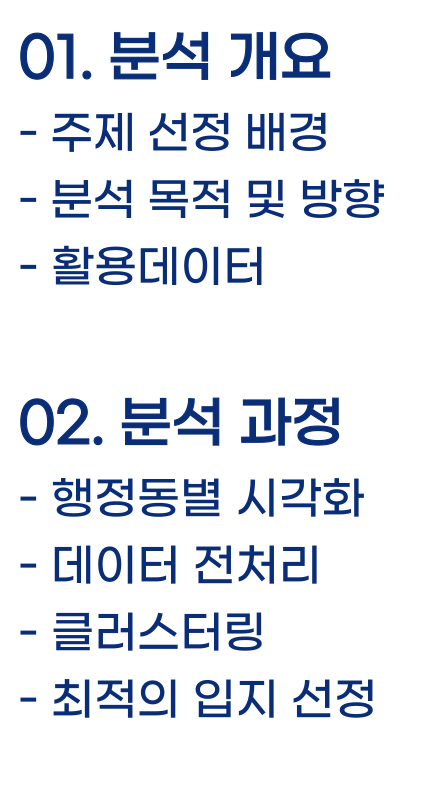 01. 분석 개요
- 주제 선정 배경
- 분석 목적 및 방향
- 활용데이터
02. 분석 과정
- 행정동별 시각화
- 데이터 전처리
- 클러스터링
- 최적의 입지 선정